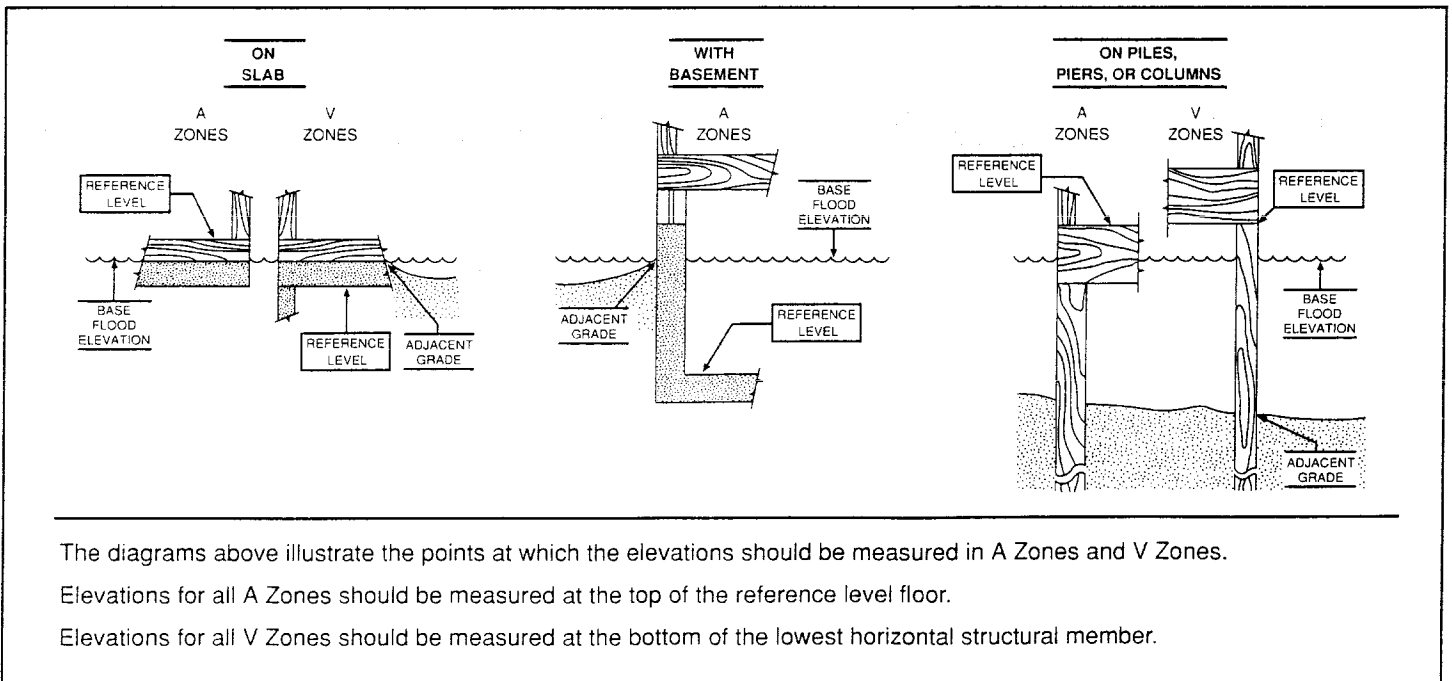 ON
SLAB
A
ZONES
V
ZONES
REFERENCE
LEVEL
BASE
FLOOD
ELEVATION
REFERENCE
LEVEL
ADJACENT
GRADE
WITH
BASEMENT
A
ZONES
BASE
FLOOD
ELEVATION
ADJACENT
GRADE
REFERENCE
LEVEL
ON PILES,
PIERS, OR COLUMNS
A
ZONES
V
ZONES
REFERENCE
LEVEL
REFERENCE
LEVEL
BASE
FLOOD
ELEVATION
ADJACENT
GRADE
The diagrams above illustrate the points at which the elevations should be measured in A Zones and V Zones.
Elevations for all A Zones should be measured at the top of the reference level floor.
Elevations for all V Zones should be measured at the bottom of the lowest horizontal structural member.